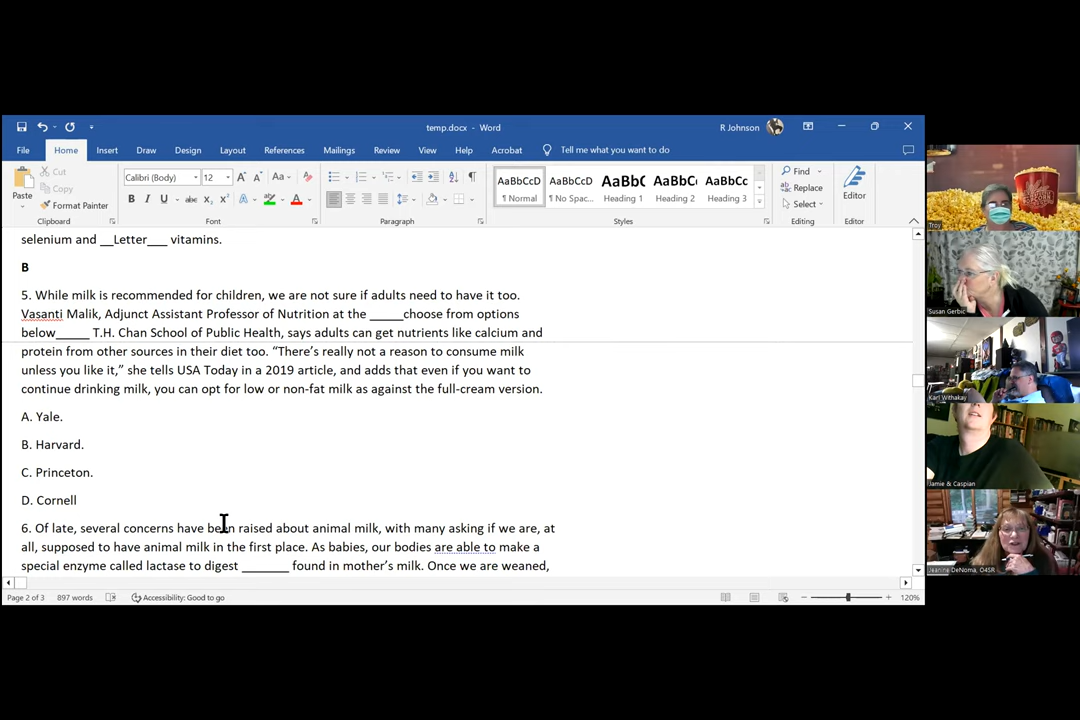 temp.docx - Word
R Johnson
File Home Insert Draw Design Layout References Mailings Review View Help Acrobat Tell me what you want to do
Paste
Cut
Copy
Format Painter
Calibri (Body) 12
Clipboard Font Paragraph Styles Editing Editor
AaBbCcD AaBbCcD AaBbC AaBbCc AaBbCc
¶ Normal ¶ No Spac... Heading 1 Heading 2 Heading 3
Find
Replace
Select
Editor
selenium and __Letter___ vitamins.
B
5. While milk is recommended for children, we are not sure if adults need to have it too.
Vasanti Malik, Adjunct Assistant Professor of Nutrition at the _____choose from options
below_____ T.H. Chan School of Public Health, says adults can get nutrients like calcium and
protein from other sources in their diet too. “There’s really not a reason to consume milk
unless you like it,” she tells USA Today in a 2019 article, and adds that even if you want to
continue drinking milk, you can opt for low or non-fat milk as against the full-cream version.
A. Yale.
B. Harvard.
C. Princeton.
D. Cornell
6. Of late, several concerns have been raised about animal milk, with many asking if we are, at
all, supposed to have animal milk in the first place. As babies, our bodies are able to make a
special enzyme called lactase to digest _______ found in mother’s milk. Once we are weaned,
Page 2 of 3 897 words Accessibility: Good to go 120%
Troy
Susan Gerbic
Karl Withakay
Jamie & Caspian
Jeanine DeNoma, O4SR